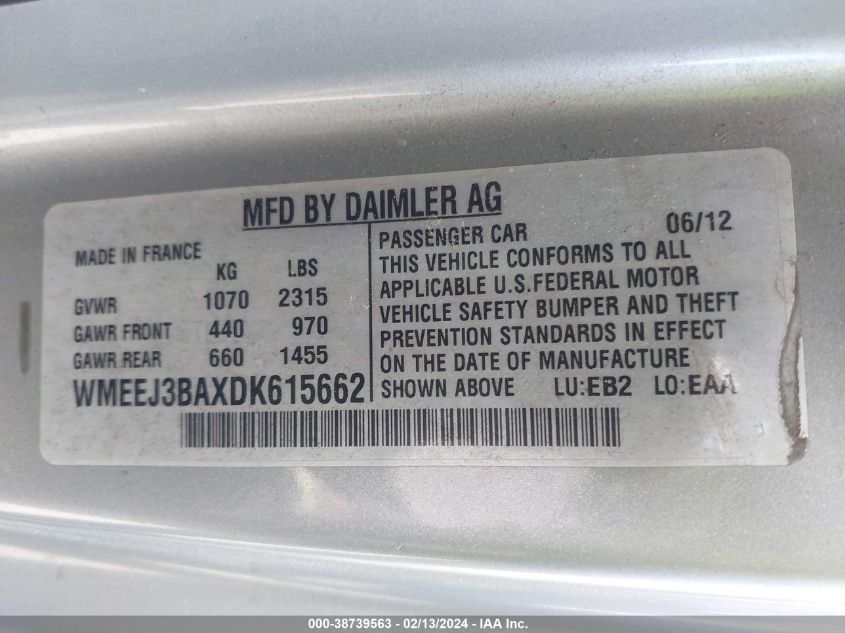 MFD BY DAIMLER AG
MADE IN FRANCE
KG LBS
GVWR 1070 2315
GAWR FRONT 440 970
GAWR REAR 660 1455
WMEEJ3BAXDK615662
PASSENGER CAR 06/12
THIS VEHICLE CONFORMS TO ALL
APPLICABLE U.S.FEDERAL MOTOR
VEHICLE SAFETY BUMPER AND THEFT
PREVENTION STANDARDS IN EFFECT
ON THE DATE OF MANUFACTURE
SHOWN ABOVE LU:EB2 LO:EAA
000-38739563 - 02/13/2024 - IAA Inc.